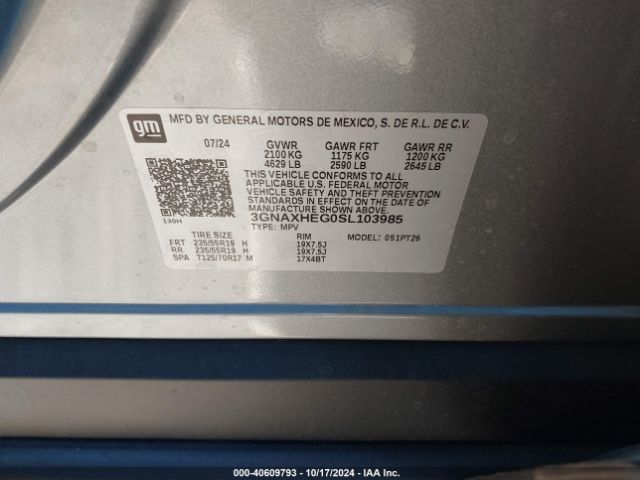 gm MFD BY GENERAL MOTORS DE MEXICO, S. DE R.L. DE C.V.
07/24 GVWR GAWR FRT GAWR RR
2100 KG 1175 KG 1200 KG
4629 LB 2590 LB 2645 LB
THIS VEHICLE CONFORMS TO ALL
APPLICABLE U.S. FEDERAL MOTOR
VEHICLE SAFETY AND THEFT PREVENTION
STANDARDS IN EFFECT ON THE DATE OF
MANUFACTURE SHOWN ABOVE.
130H 3GNAXHEG0SL103985
TYPE: MPV
TIRE SIZE RIM MODEL: 0S1PT26
FRT 235/55R19 H 19X7.5J
RR 235/55R19 H 19X7.5J
SPA T125/70R17 M 17X4BT
000-40609793 - 10/17/2024 - IAAI.COM